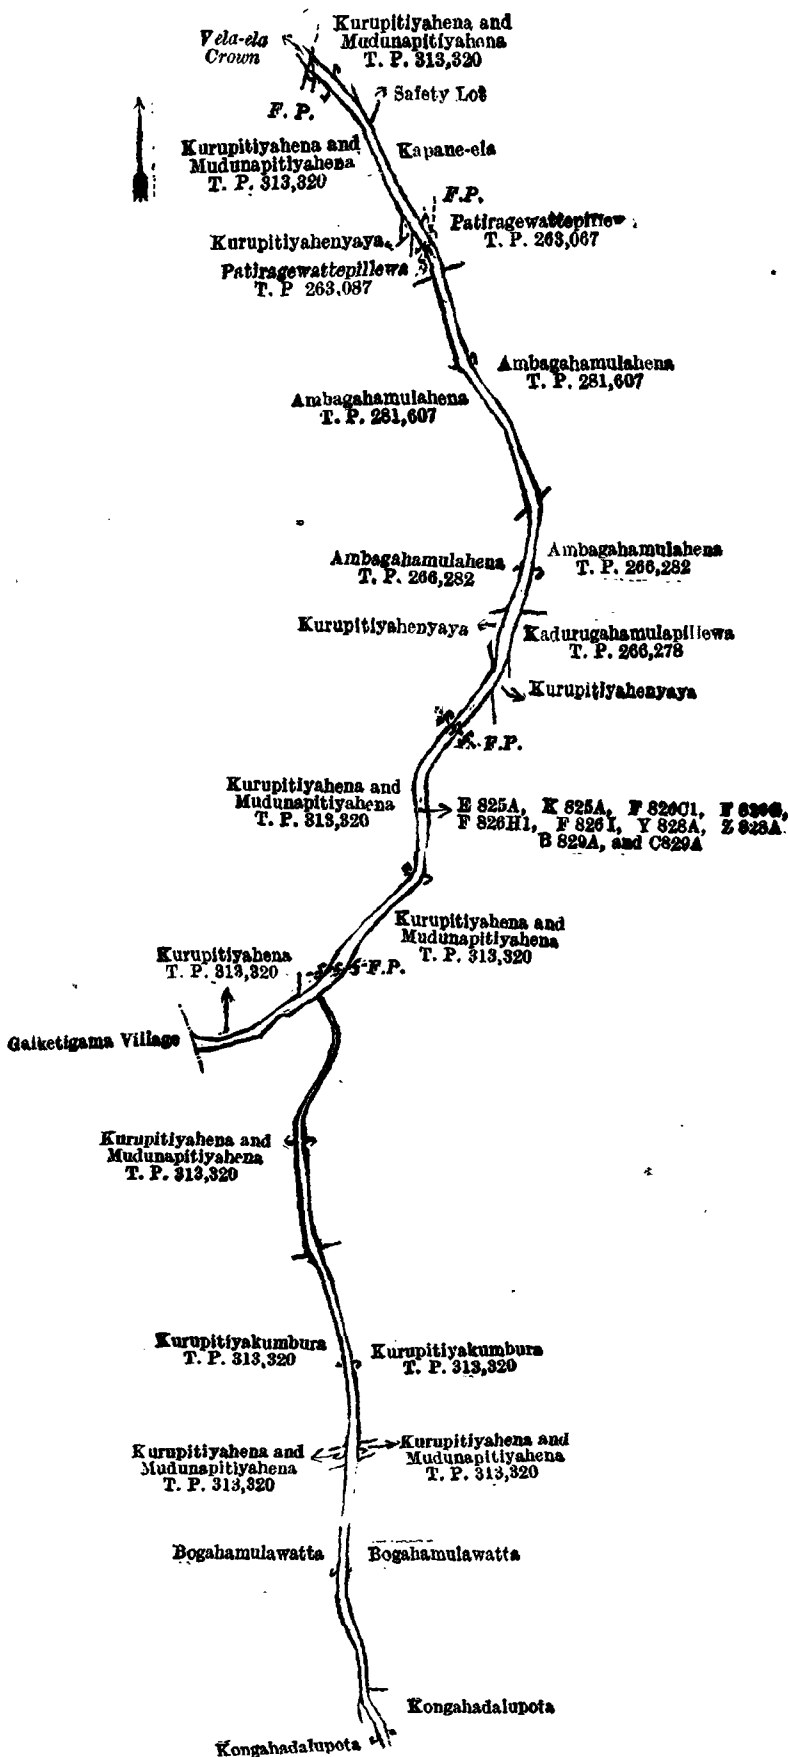 Vela-ela
Crown
Kurupitiyahena and
Mudunapitiyahena
T. P. 313,320
F. P.
Safety Lot
Kurupitiyahena and
Mudunapitiyahena
T. P. 313,320
Kapane-ela
F.P.
Patiragewattepillew
T. P. 263,067
Kurupitiyahenyaya
Patiragewattepillewa
T. P 263,087
Ambagahamulahena
T. P. 281,607
Ambagahamulahena
T. P. 281,607
Ambagahamulahena
T. P. 266,282
Ambagahamulahena
T. P. 266,282
Kurupitiyahenyaya
Kadurugahamulapillewa
T. P. 266,278
Kurupitiyahenyaya
F.P.
Kurupitiyahena and
Mudunapitiyahena
T. P. 313,320
E 825A, K 825A, F 826G1,
F 826H1, F 826 I, Y 828A, Z 828A
B 829A, and C829A
Kurupitiyahena and
Mudunapitiyahena
T. P. 313,320
Kurupitiyahena
T. P. 313,320
F.P.
Galketigama Village
Kurupitiyahena and
Mudunapitiyahena
T. P. 313,320
Kurupitiyakumbura
T. P. 313,320
Kurupitiyakumbura
T. P. 313,320
Kurupitiyahena and
Mudunapitiyahena
T. P. 313,320
Kurupitiyahena and
Mudunapitiyahena
T. P. 313,320
Bogahamulawatta
Bogahamulawatta
Kongahadalupota
Kongahadalupota